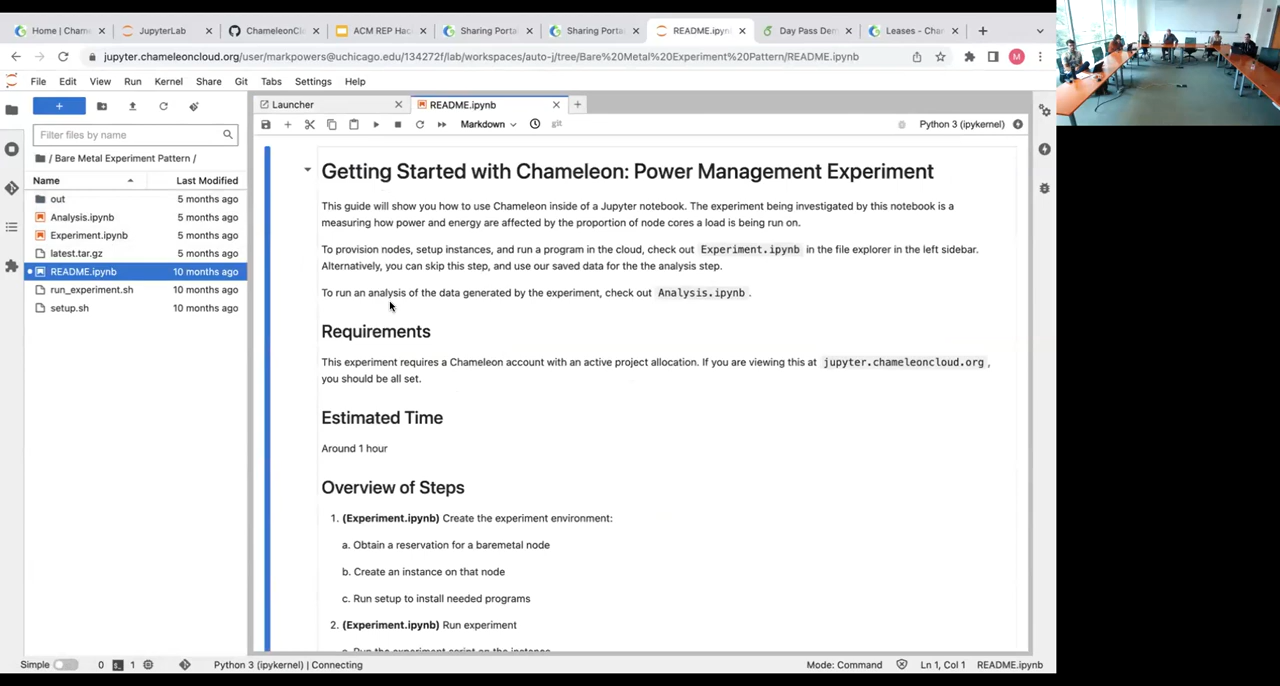 Home | Cham
JupyterLab
ChameleonCl
ACM REP Hac
Sharing Porta
Sharing Porta
README.ipyn
Day Pass Dem
Leases - Char
jupyter.chameleoncloud.org/user/markpowers@uchicago.edu/134272f/lab/workspaces/auto-j/tree/Bare%20Metal%20Experiment%20Pattern/README.ipynb
M
File Edit View Run Kernel Share Git Tabs Settings Help
Launcher
README.ipynb
Markdown
Python 3 (ipykernel)
Filter files by name
/ Bare Metal Experiment Pattern /
Name Last Modified
out 5 months ago
Analysis.ipynb 5 months ago
Experiment.ipynb 5 months ago
latest.tar.gz 5 months ago
README.ipynb 10 months ago
run_experiment.sh 10 months ago
setup.sh 10 months ago
Getting Started with Chameleon: Power Management Experiment
This guide will show you how to use Chameleon inside of a Jupyter notebook. The experiment being investigated by this notebook is a
measuring how power and energy are affected by the proportion of node cores a load is being run on.
To provision nodes, setup instances, and run a program in the cloud, check out Experiment.ipynb in the file explorer in the left sidebar.
Alternatively, you can skip this step, and use our saved data for the the analysis step.
To run an analysis of the data generated by the experiment, check out Analysis.ipynb .
Requirements
This experiment requires a Chameleon account with an active project allocation. If you are viewing this at jupyter.chameleoncloud.org ,
you should be all set.
Estimated Time
Around 1 hour
Overview of Steps
1. (Experiment.ipynb) Create the experiment environment:
a. Obtain a reservation for a baremetal node
b. Create an instance on that node
c. Run setup to install needed programs
2. (Experiment.ipynb) Run experiment
a. Run the experiment script on the instance
Simple 0 1 Python 3 (ipykernel) | Connecting Mode: Command Ln 1, Col 1 README.ipynb